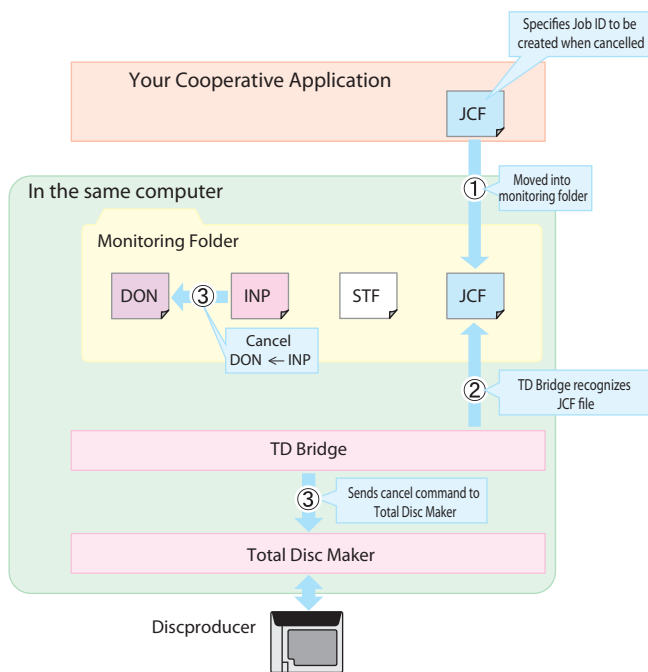 Specifies Job ID to be
created when cancelled
Your Cooperative Application
JCF
①
Moved into
monitoring folder
In the same computer
Monitoring Folder
DON
③
INP
STF
JCF
Cancel
DON ← INP
②
TD Bridge recognizes
JCF file
TD Bridge
③
Sends cancel command to
Total Disc Maker
Total Disc Maker
Discproducer